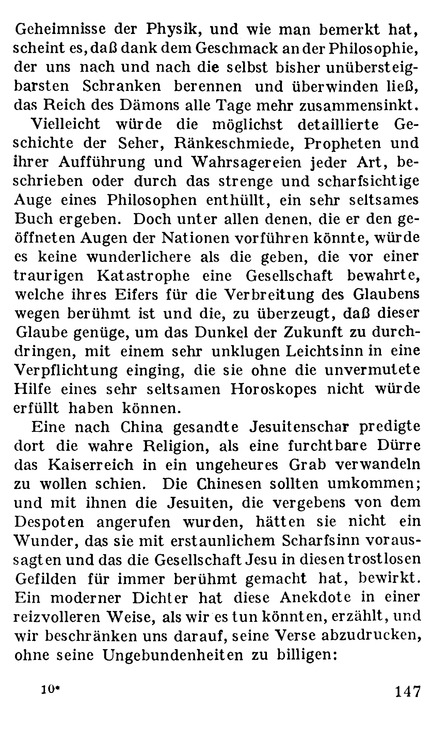 Geheimnisse der Physik, und wie man bemerkt hat,
scheint es, daß dank dem Geschmack an der Philosophie,
der uns nach und nach die selbst bisher unübersteig-
barsten Schranken berennen und überwinden ließ,
das Reich des Dämons alle Tage mehr zusammensinkt.
Vielleicht würde die möglichst detaillierte Ge-
schichte der Seher, Ränkeschmiede, Propheten und
ihrer Aufführung und Wahrsagereien jeder Art, be-
schrieben oder durch das strenge und scharfsichtige
Auge eines Philosophen enthüllt, ein sehr seltsames
Buch ergeben. Doch unter allen denen, die er den ge-
öffneten Augen der Nationen vorführen könnte, würde
es keine wunderlichere als die geben, die vor einer
traurigen Katastrophe eine Gesellschaft bewahrte,
welche ihres Eifers für die Verbreitung des Glaubens
wegen berühmt ist und die, zu überzeugt, daß dieser
Glaube genüge, um das Dunkel der Zukunft zu durch-
dringen, mit einem sehr unklugen Leichtsinn in eine
Verpflichtung einging, die sie ohne die unvermutete
Hilfe eines sehr seltsamen Horoskopes nicht würde
erfüllt haben können.
Eine nach China gesandte Jesuitenschar predigte
dort die wahre Religion, als eine furchtbare Dürre
das Kaiserreich in ein ungeheures Grab verwandeln
zu wollen schien. Die Chinesen sollten umkommen;
und mit ihnen die Jesuiten, die vergebens von dem
Despoten angerufen wurden, hätten sie nicht ein
Wunder, das sie mit erstaunlichem Scharfsinn voraus-
sagten und das die Gesellschaft Jesu in diesen trostlosen
Gefilden für immer berühmt gemacht hat, bewirkt.
Ein moderner Dichter hat diese Anekdote in einer
reizvolleren Weise, als wir es tun könnten, erzählt, und
wir beschränken uns darauf, seine Verse abzudrucken,
ohne seine Ungebundenheiten zu billigen:
10*
147